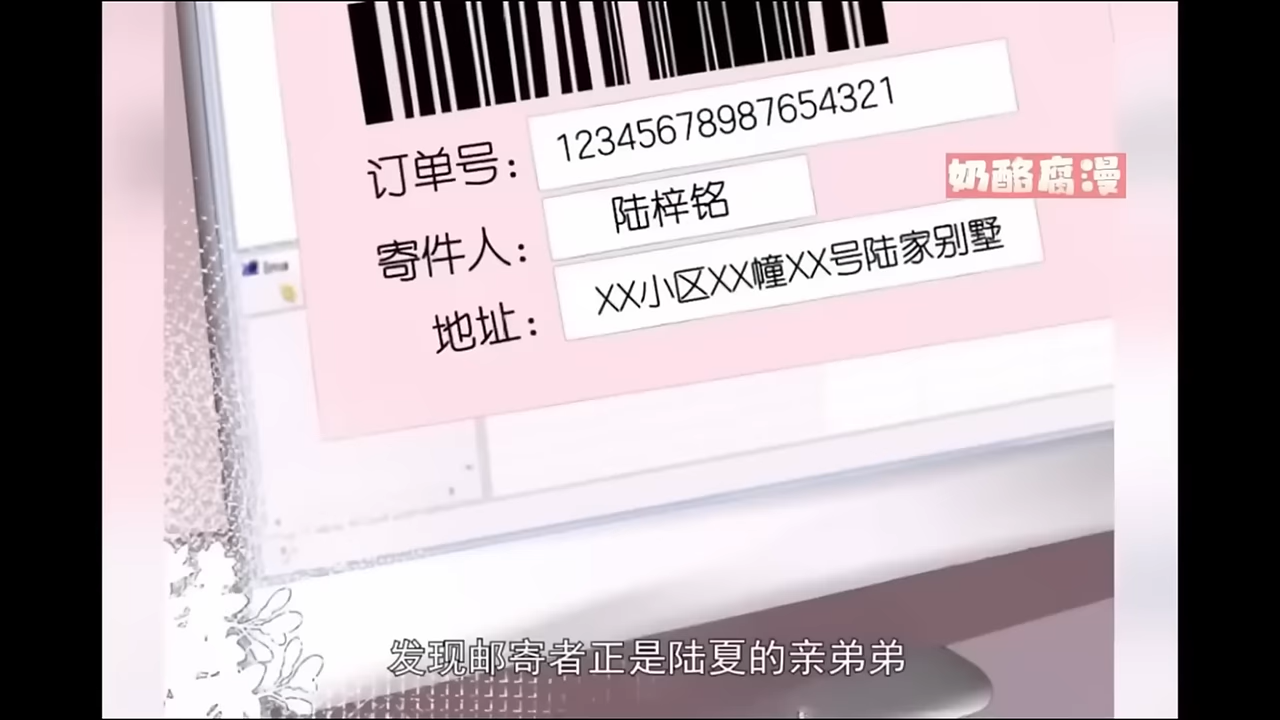 订单号： 12345678987654321
奶酪腐漫
寄件人： 陆梓铭
地址： XX小区XX幢XX号陆家别墅
发现邮寄者正是陆夏的亲弟弟